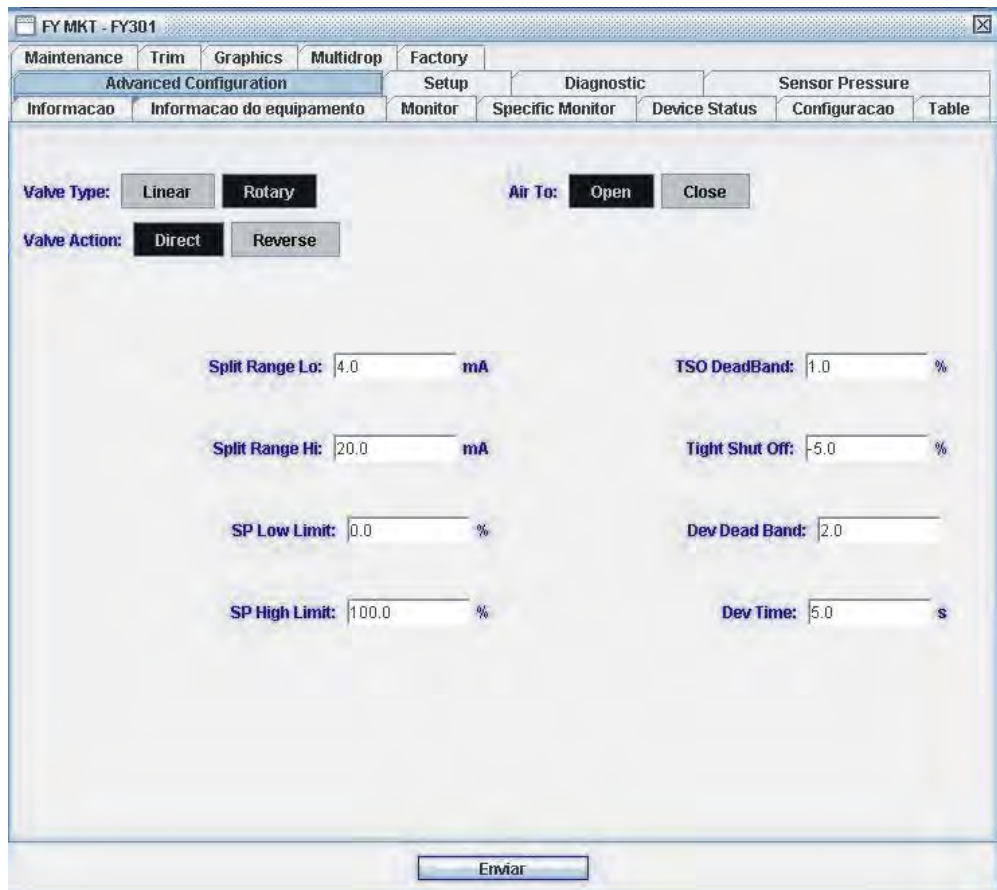 FY MKT - FY301
Maintenance Trim Graphics Multidrop Factory
Advanced Configuration Setup Diagnostic Sensor Pressure
Informacao Informacao do equipamento Monitor Specific Monitor Device Status Configuracao Table
Valve Type: Linear Rotary Air To: Open Close
Valve Action: Direct Reverse
Split Range Lo: 4.0 mA TSO DeadBand: 1.0 %
Split Range Hi: 20.0 mA Tight Shut Off: -5.0 %
SP Low Limit: 0.0 % Dev Dead Band: 2.0
SP High Limit: 100.0 % Dev Time: 5.0 s
Enviar